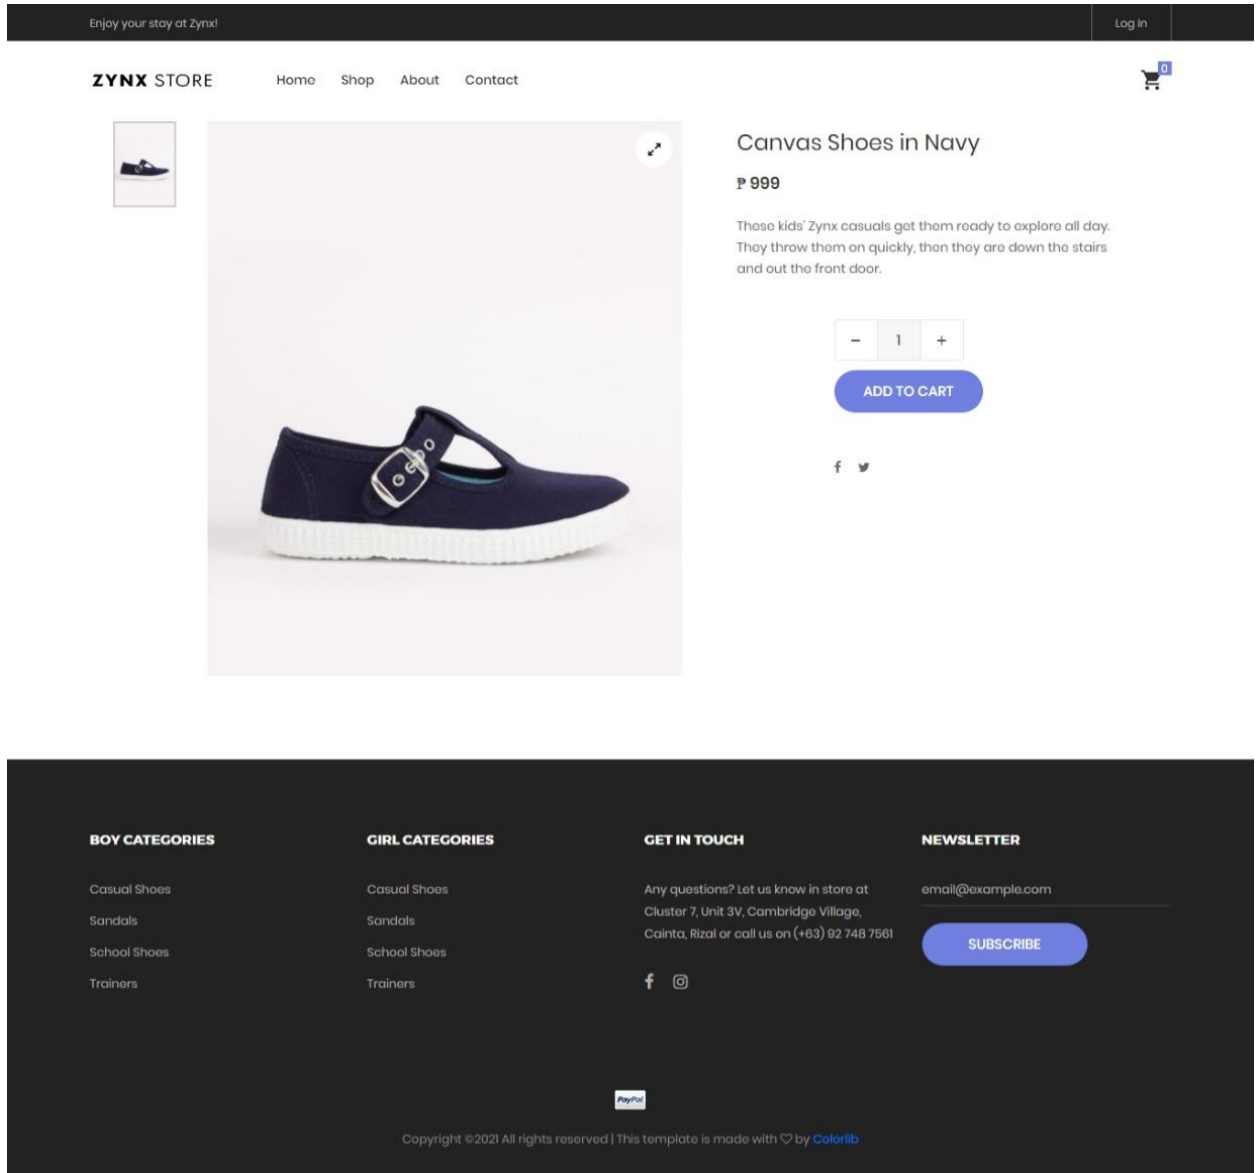 Enjoy your stay at Zynx!
Log In
ZYNX STORE
Home Shop About Contact
0
Canvas Shoes in Navy
₱ 999
These kids' Zynx casuals get them ready to explore all day.
They throw them on quickly, then they are down the stairs
and out the front door.
- 1 +
ADD TO CART
BOY CATEGORIES
Casual Shoes
Sandals
School Shoes
Trainers
GIRL CATEGORIES
Casual Shoes
Sandals
School Shoes
Trainers
GET IN TOUCH
Any questions? Let us know in store at
Cluster 7, Unit 3V, Cambridge Village,
Cainta, Rizal or call us on (+63) 92 748 7561
NEWSLETTER
email@example.com
SUBSCRIBE
PayPal
Copyright ©2021 All rights reserved | This template is made with ♡ by Colorlib